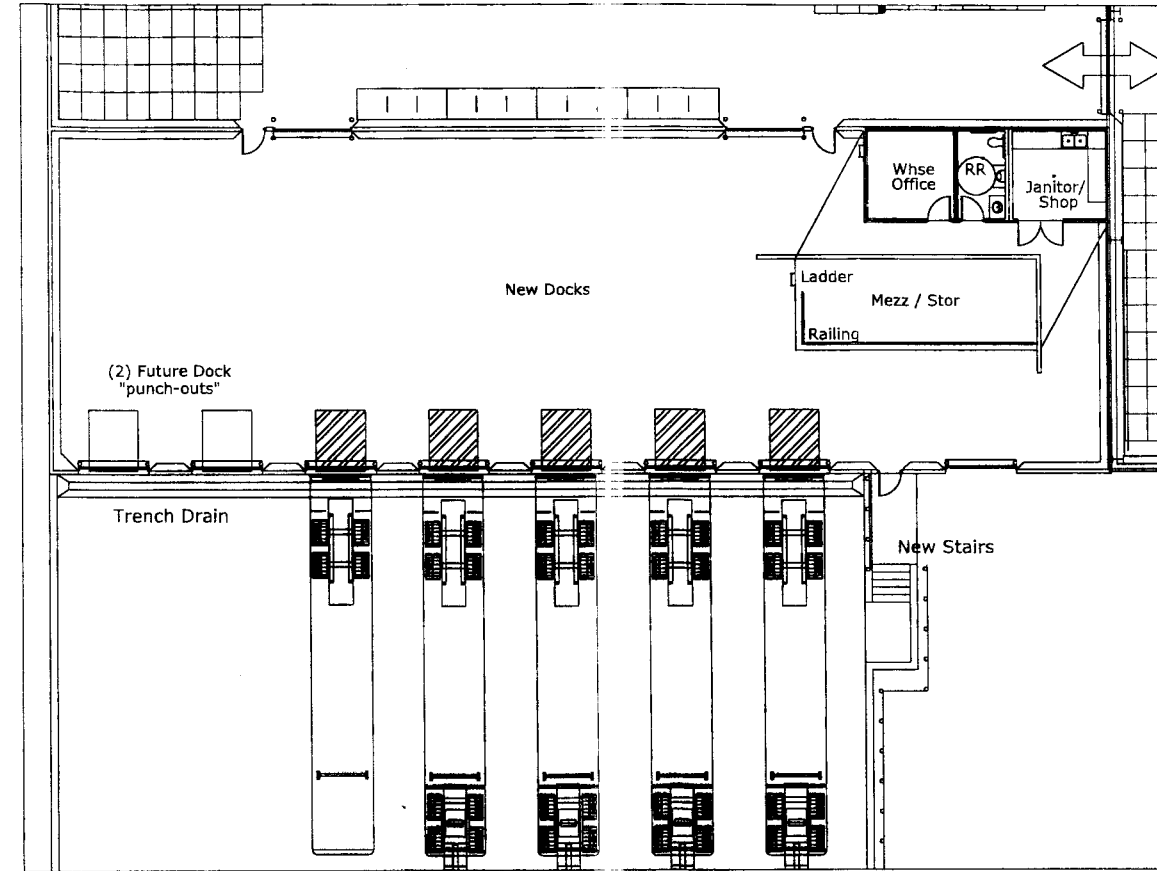 Whse
Office
RR
Janitor/
Shop
Ladder
Mezz / Stor
Railing
New Docks
(2) Future Dock
"punch-outs"
Trench Drain
New Stairs